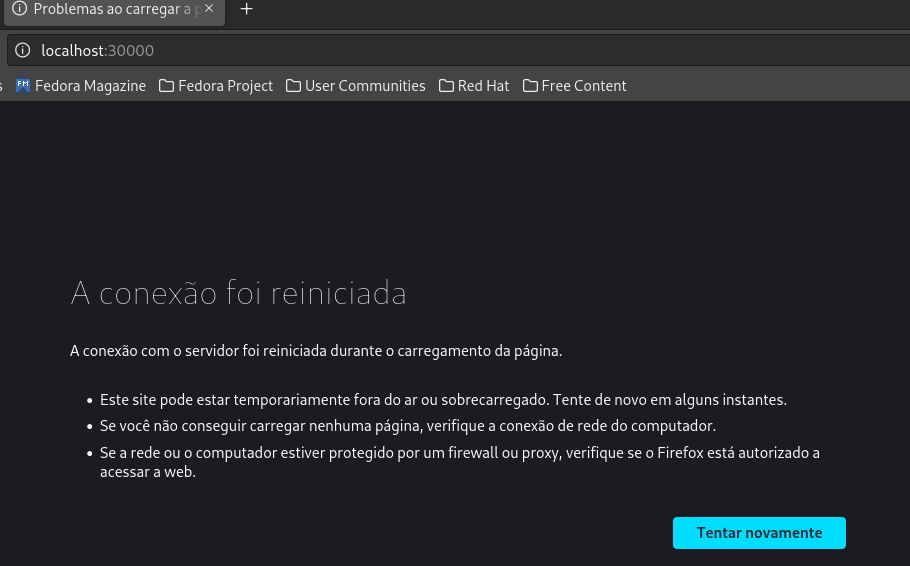 Problemas ao carregar a p
localhost:30000
s Fedora Magazine Fedora Project User Communities Red Hat Free Content
A conexão foi reiniciada
A conexão com o servidor foi reiniciada durante o carregamento da página.
• Este site pode estar temporariamente fora do ar ou sobrecarregado. Tente de novo em alguns instantes.
• Se você não conseguir carregar nenhuma página, verifique a conexão de rede do computador.
• Se a rede ou o computador estiver protegido por um firewall ou proxy, verifique se o Firefox está autorizado a
acessar a web.
Tentar novamente